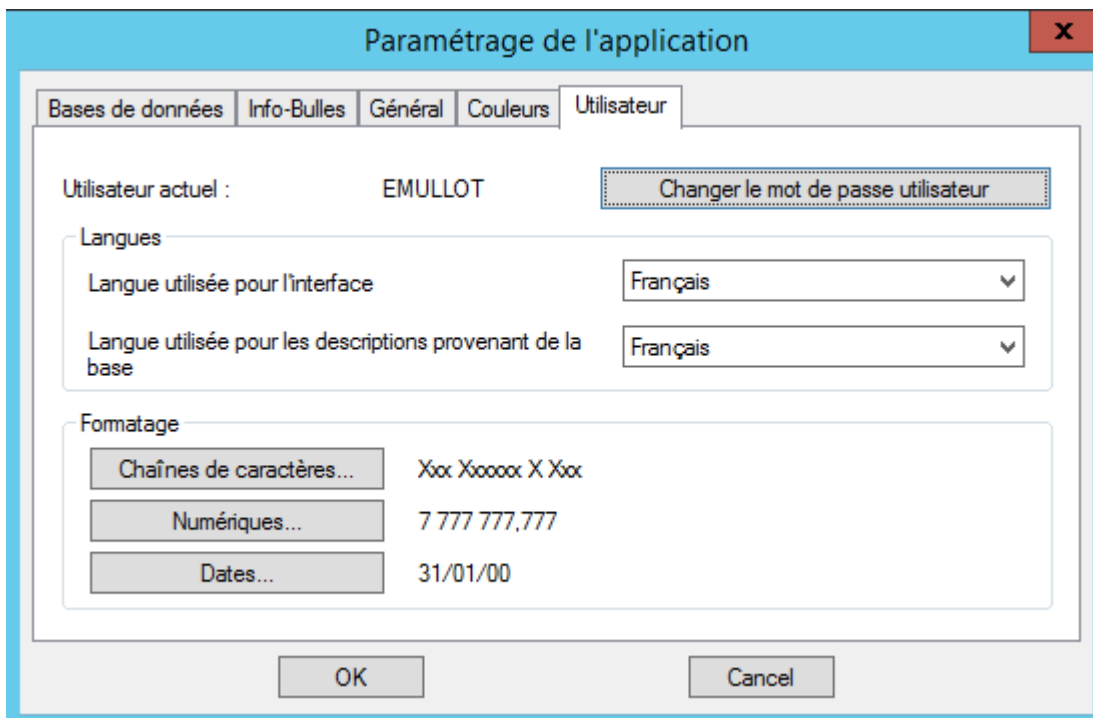 Paramétrage de l'application
x
Bases de données Info-Bulles Général Couleurs Utilisateur
Utilisateur actuel : EMULLOT Changer le mot de passe utilisateur
Langues
Langue utilisée pour l'interface Français
Langue utilisée pour les descriptions provenant de la
base
Français
Formatage
Chaînes de caractères... Xxx Xxxxxx X Xxx
Numériques... 7 777 777,777
Dates... 31/01/00
OK Cancel